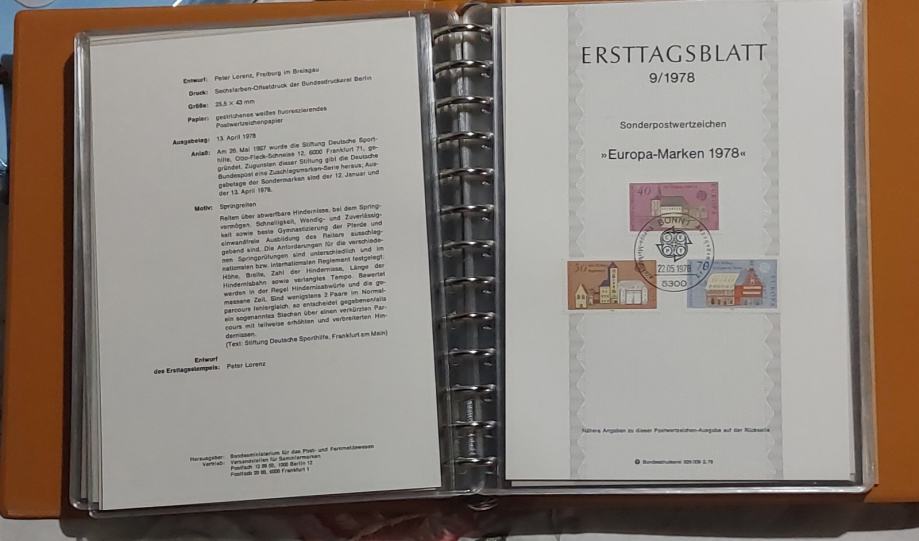 Entwurf: Peter Lorenz, Freiburg im Breisgau
Druck: Sechsfarben-Offsetdruck der Bundesdruckerei Berlin
Größe: 25,5 × 43 mm
Papier: gestrichenes weißes fluoreszierendes
Postwertzeichenpapier
Ausgabetag: 13. April 1978
Anlaß: Am 26. Mai 1967 wurde die Stiftung Deutsche Sport-
hilfe, Otto-Fleck-Schneise 12, 6000 Frankfurt 71, ge-
gründet. Zugunsten dieser Stiftung gibt die Deutsche
Bundespost eine Zuschlagsmarken-Serie heraus; Aus-
gabetage der Sondermarken sind der 12. Januar und
der 13. April 1978.
Motiv: Springreiten
Reiten über abwerfbare Hindernisse, bei dem Spring-
vermögen, Schnelligkeit, Wendig- und Zuverlässig-
keit sowie beste Gymnastizierung der Pferde und
einwandfreie Ausbildung des Reiters ausschlag-
gebend sind. Die Anforderungen für die verschiede-
nen Springprüfungen sind unterschiedlich und im
nationalen bzw. internationalen Reglement festgelegt:
Höhe, Breite, Zahl der Hindernisse, Länge der
Hindernisbahn sowie verlangtes Tempo. Bewertet
werden in der Regel Hindernisabwürfe und die ge-
messene Zeit. Sind wenigstens 2 Paare im Normal-
parcours fehlergleich, so entscheidet gegebenenfalls
ein sogenanntes Stechen über einen verkürzten Par-
cours mit teilweise erhöhten und verbreiterten Hin-
dernissen.
(Text: Stiftung Deutsche Sporthilfe, Frankfurt am Main)
Entwurf
des Ersttagsstempels: Peter Lorenz
Herausgeber: Bundesministerium für das Post- und Fernmeldewesen
Vertrieb: Versandstellen für Sammlermarken
Postfach 12 09 50, 1000 Berlin 12
Postfach 20 00, 6000 Frankfurt 1
ERSTTAGSBLATT
9/1978
Sonderpostwertzeichen
»Europa-Marken 1978«
40
EUROPA
BONN 1
50
22.05.1978
70
EUROPA
5300
Nähere Angaben zu dieser Postwertzeichen-Ausgabe auf der Rückseite
Bundesdruckerei 829 009 2.78